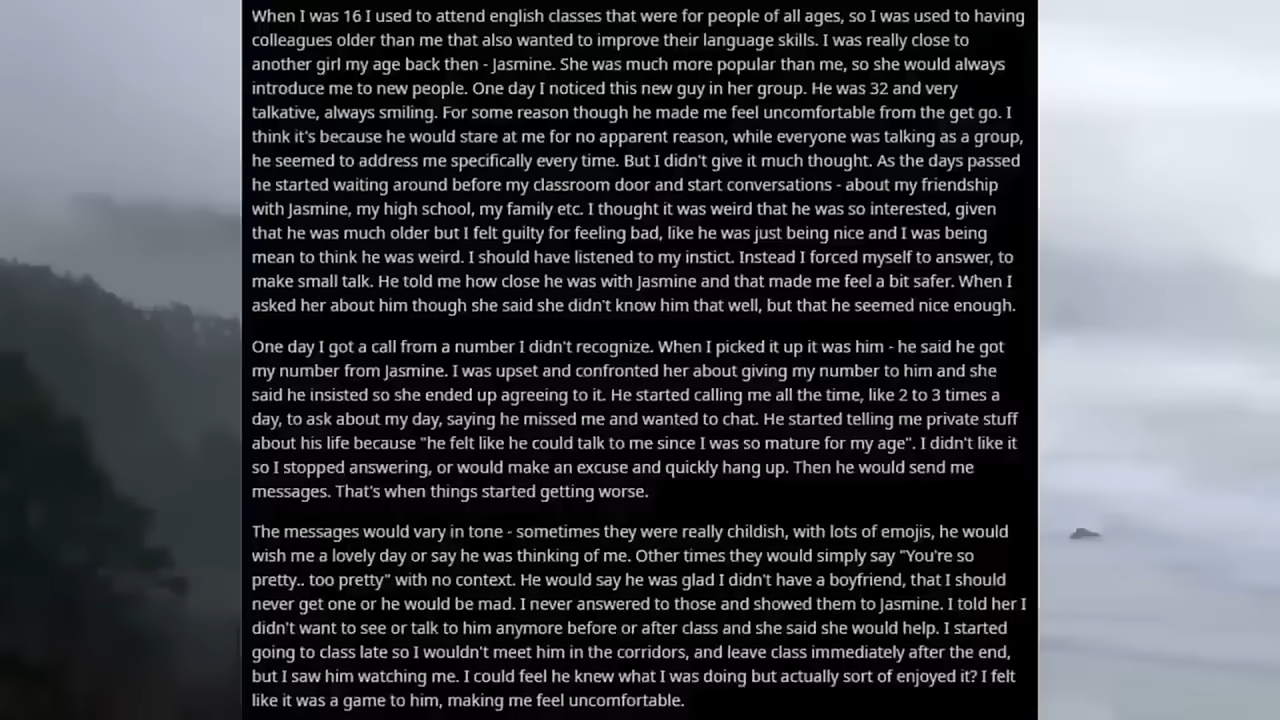 When I was 16 I used to attend english classes that were for people of all ages, so I was used to having
colleagues older than me that also wanted to improve their language skills. I was really close to
another girl my age back then - Jasmine. She was much more popular than me, so she would always
introduce me to new people. One day I noticed this new guy in her group. He was 32 and very
talkative, always smiling. For some reason though he made me feel uncomfortable from the get go. I
think it's because he would stare at me for no apparent reason, while everyone was talking as a group,
he seemed to address me specifically every time. But I didn't give it much thought. As the days passed
he started waiting around before my classroom door and start conversations - about my friendship
with Jasmine, my high school, my family etc. I thought it was weird that he was so interested, given
that he was much older but I felt guilty for feeling bad, like he was just being nice and I was being
mean to think he was weird. I should have listened to my instict. Instead I forced myself to answer, to
make small talk. He told me how close he was with Jasmine and that made me feel a bit safer. When I
asked her about him though she said she didn't know him that well, but that he seemed nice enough.
One day I got a call from a number I didn't recognize. When I picked it up it was him - he said he got
my number from Jasmine. I was upset and confronted her about giving my number to him and she
said he insisted so she ended up agreeing to it. He started calling me all the time, like 2 to 3 times a
day, to ask about my day, saying he missed me and wanted to chat. He started telling me private stuff
about his life because "he felt like he could talk to me since I was so mature for my age". I didn't like it
so I stopped answering, or would make an excuse and quickly hang up. Then he would send me
messages. That's when things started getting worse.
The messages would vary in tone - sometimes they were really childish, with lots of emojis, he would
wish me a lovely day or say he was thinking of me. Other times they would simply say "You're so
pretty.. too pretty" with no context. He would say he was glad I didn't have a boyfriend, that I should
never get one or he would be mad. I never answered to those and showed them to Jasmine. I told her I
didn't want to see or talk to him anymore before or after class and she said she would help. I started
going to class late so I wouldn't meet him in the corridors, and leave class immediately after the end,
but I saw him watching me. I could feel he knew what I was doing but actually sort of enjoyed it? I felt
like it was a game to him, making me feel uncomfortable.